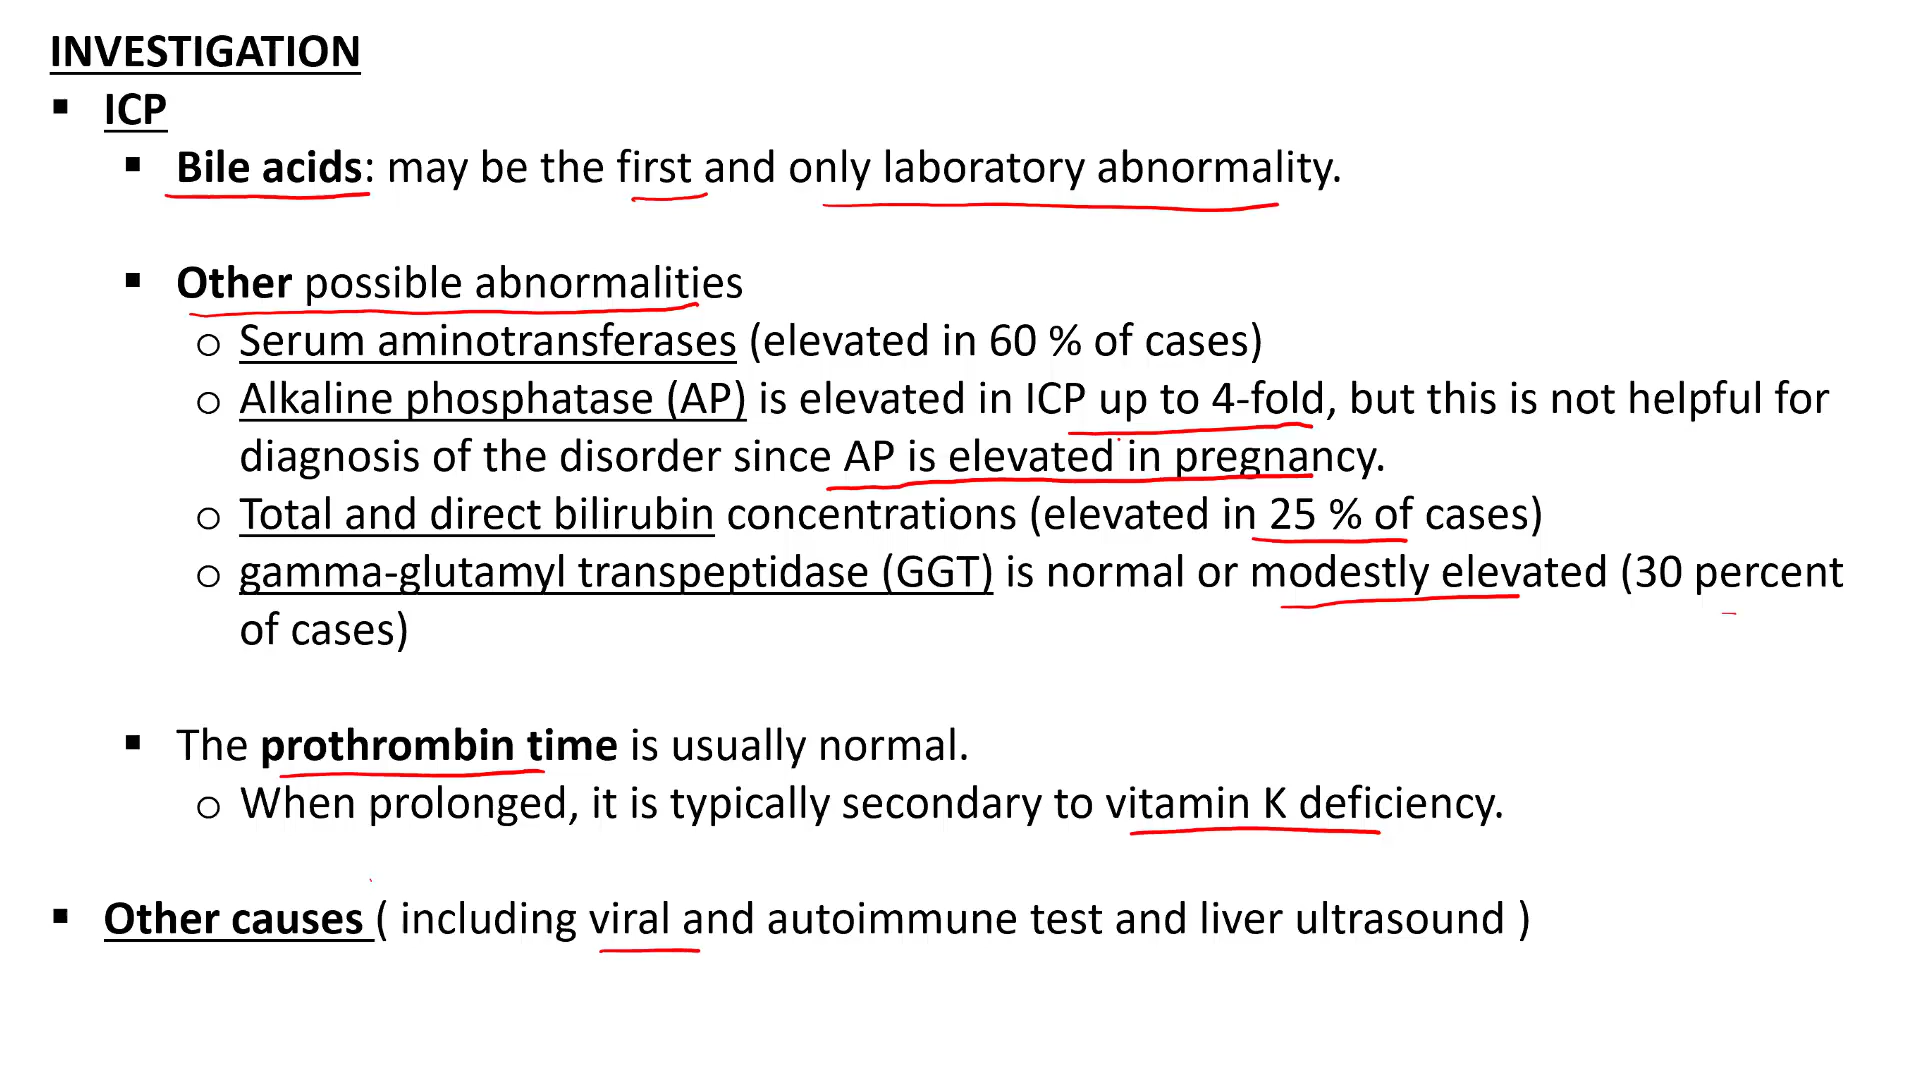 INVESTIGATION
▪ ICP
▪ Bile acids: may be the first and only laboratory abnormality.
▪ Other possible abnormalities
o Serum aminotransferases (elevated in 60 % of cases)
o Alkaline phosphatase (AP) is elevated in ICP up to 4-fold, but this is not helpful for
diagnosis of the disorder since AP is elevated in pregnancy.
o Total and direct bilirubin concentrations (elevated in 25 % of cases)
o gamma-glutamyl transpeptidase (GGT) is normal or modestly elevated (30 percent
of cases)
▪ The prothrombin time is usually normal.
o When prolonged, it is typically secondary to vitamin K deficiency.
▪ Other causes ( including viral and autoimmune test and liver ultrasound )